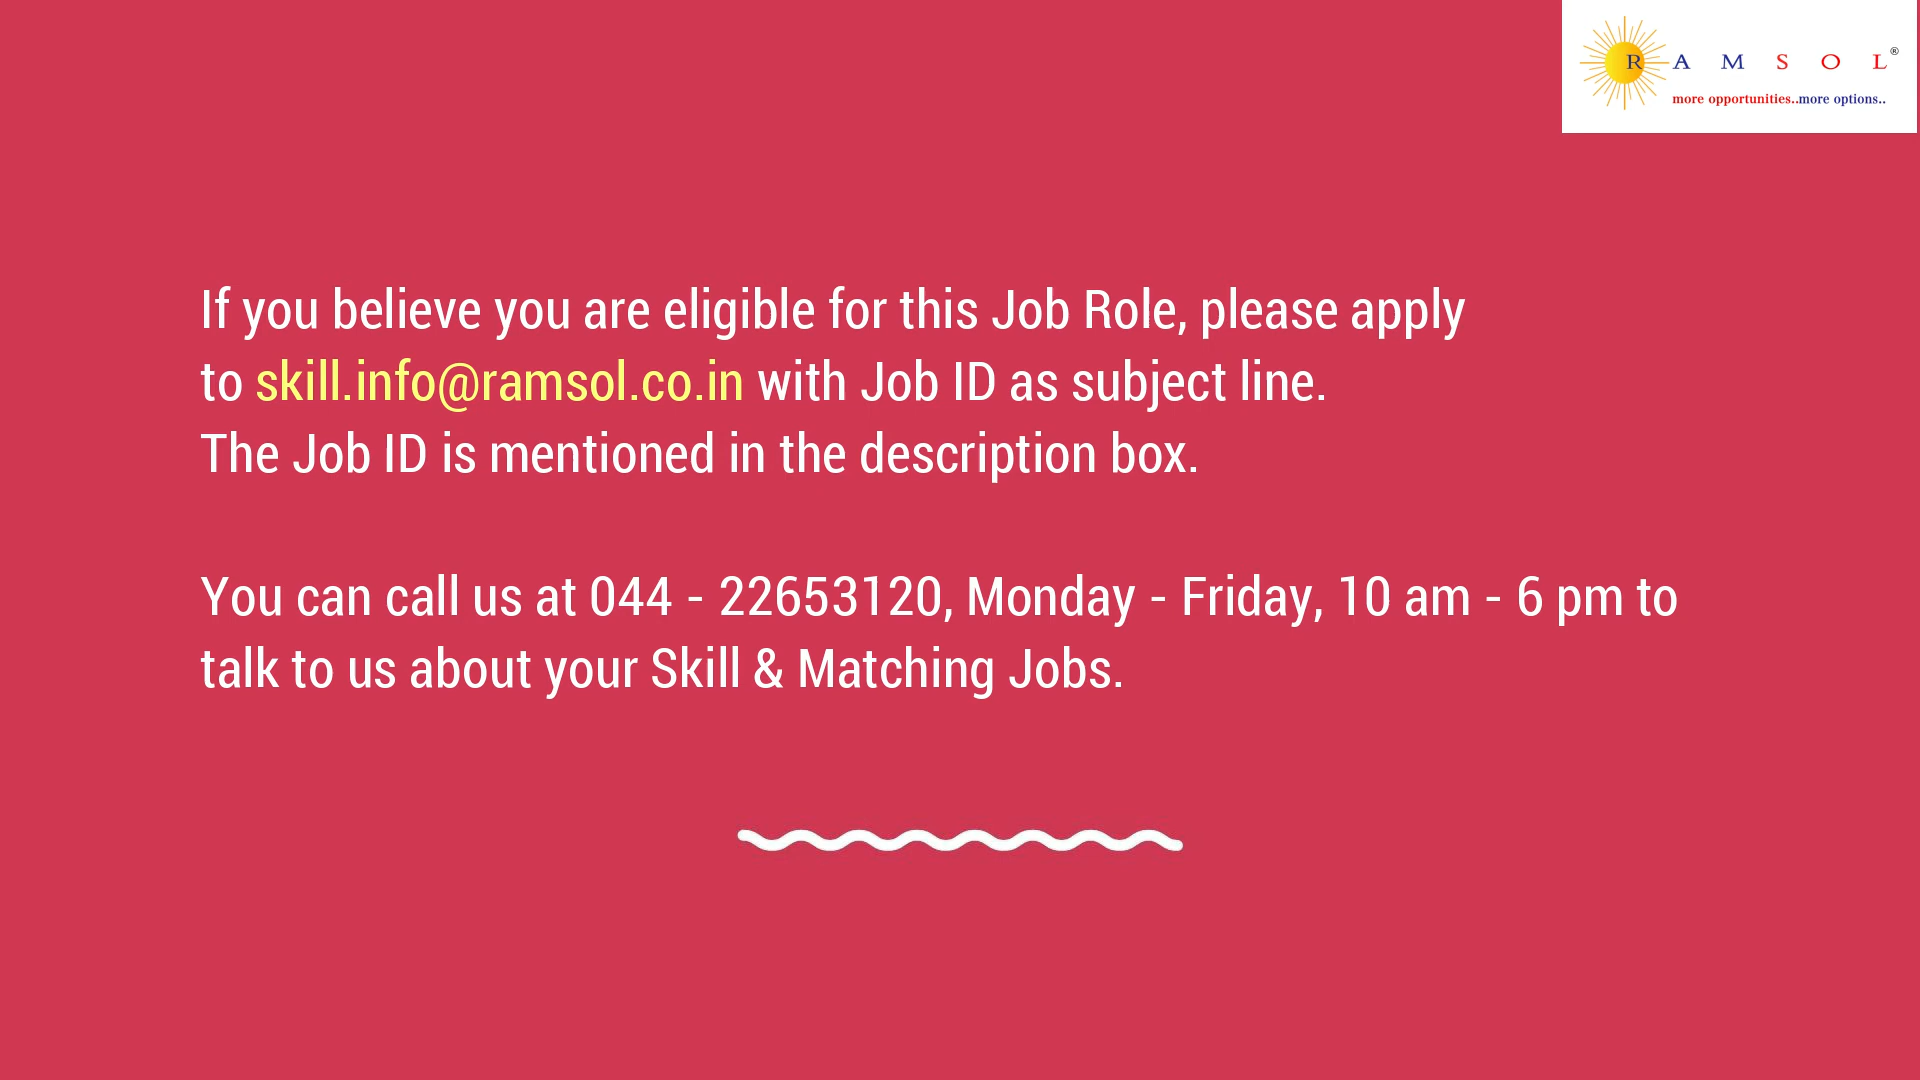 R A M S O L®
more opportunities..more options..
If you believe you are eligible for this Job Role, please apply
to skill.info@ramsol.co.in with Job ID as subject line.
The Job ID is mentioned in the description box.
You can call us at 044 - 22653120, Monday - Friday, 10 am - 6 pm to
talk to us about your Skill & Matching Jobs.